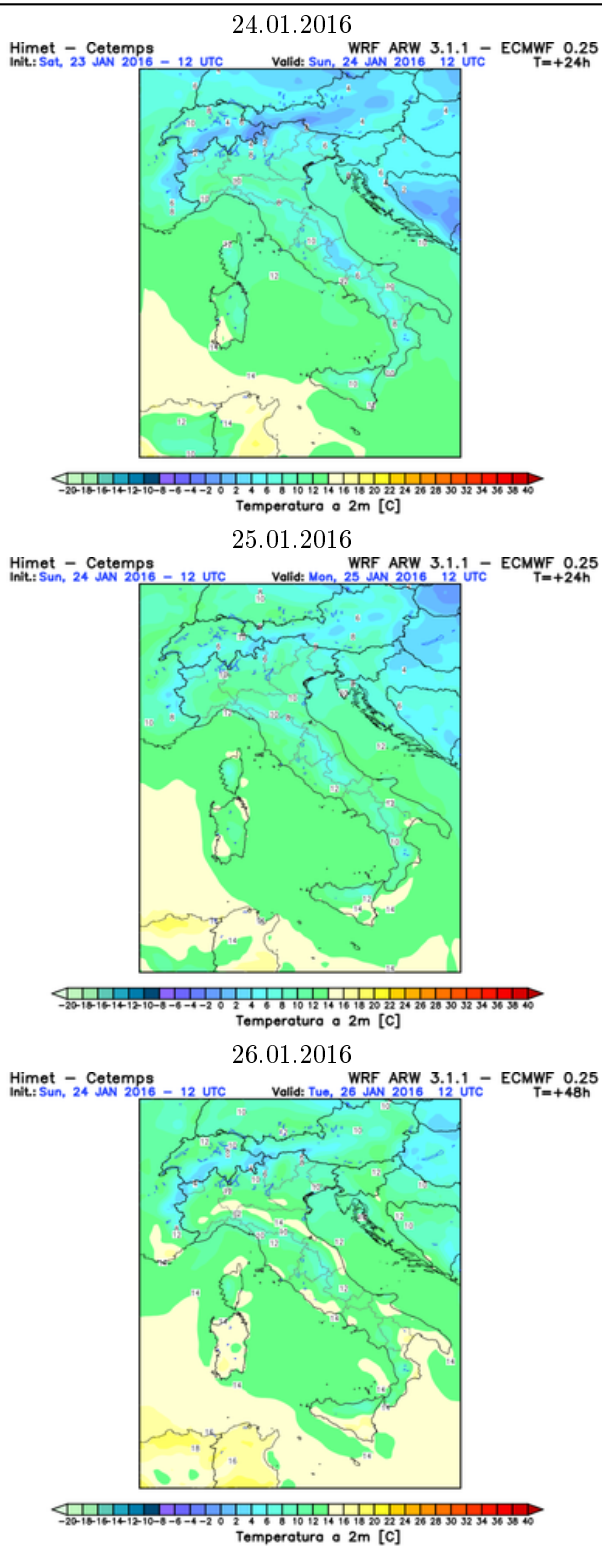 24.01.2016
Himet – Cetemps WRF ARW 3.1.1 – ECMWF 0.25
Init.: Sat, 23 JAN 2016 – 12 UTC Valid: Sun, 24 JAN 2016 12 UTC T=+24h
-20-18-16-14-12-10-8 -6 -4 -2 0 2 4 6 8 10 12 14 16 18 20 22 24 26 28 30 32 34 36 38 40
Temperatura a 2m [C]
25.01.2016
Himet – Cetemps WRF ARW 3.1.1 – ECMWF 0.25
Init.: Sun, 24 JAN 2016 – 12 UTC Valid: Mon, 25 JAN 2016 12 UTC T=+24h
-20-18-16-14-12-10-8 -6 -4 -2 0 2 4 6 8 10 12 14 16 18 20 22 24 26 28 30 32 34 36 38 40
Temperatura a 2m [C]
26.01.2016
Himet – Cetemps WRF ARW 3.1.1 – ECMWF 0.25
Init.: Sun, 24 JAN 2016 – 12 UTC Valid: Tue, 26 JAN 2016 12 UTC T=+48h
-20-18-16-14-12-10-8 -6 -4 -2 0 2 4 6 8 10 12 14 16 18 20 22 24 26 28 30 32 34 36 38 40
Temperatura a 2m [C]